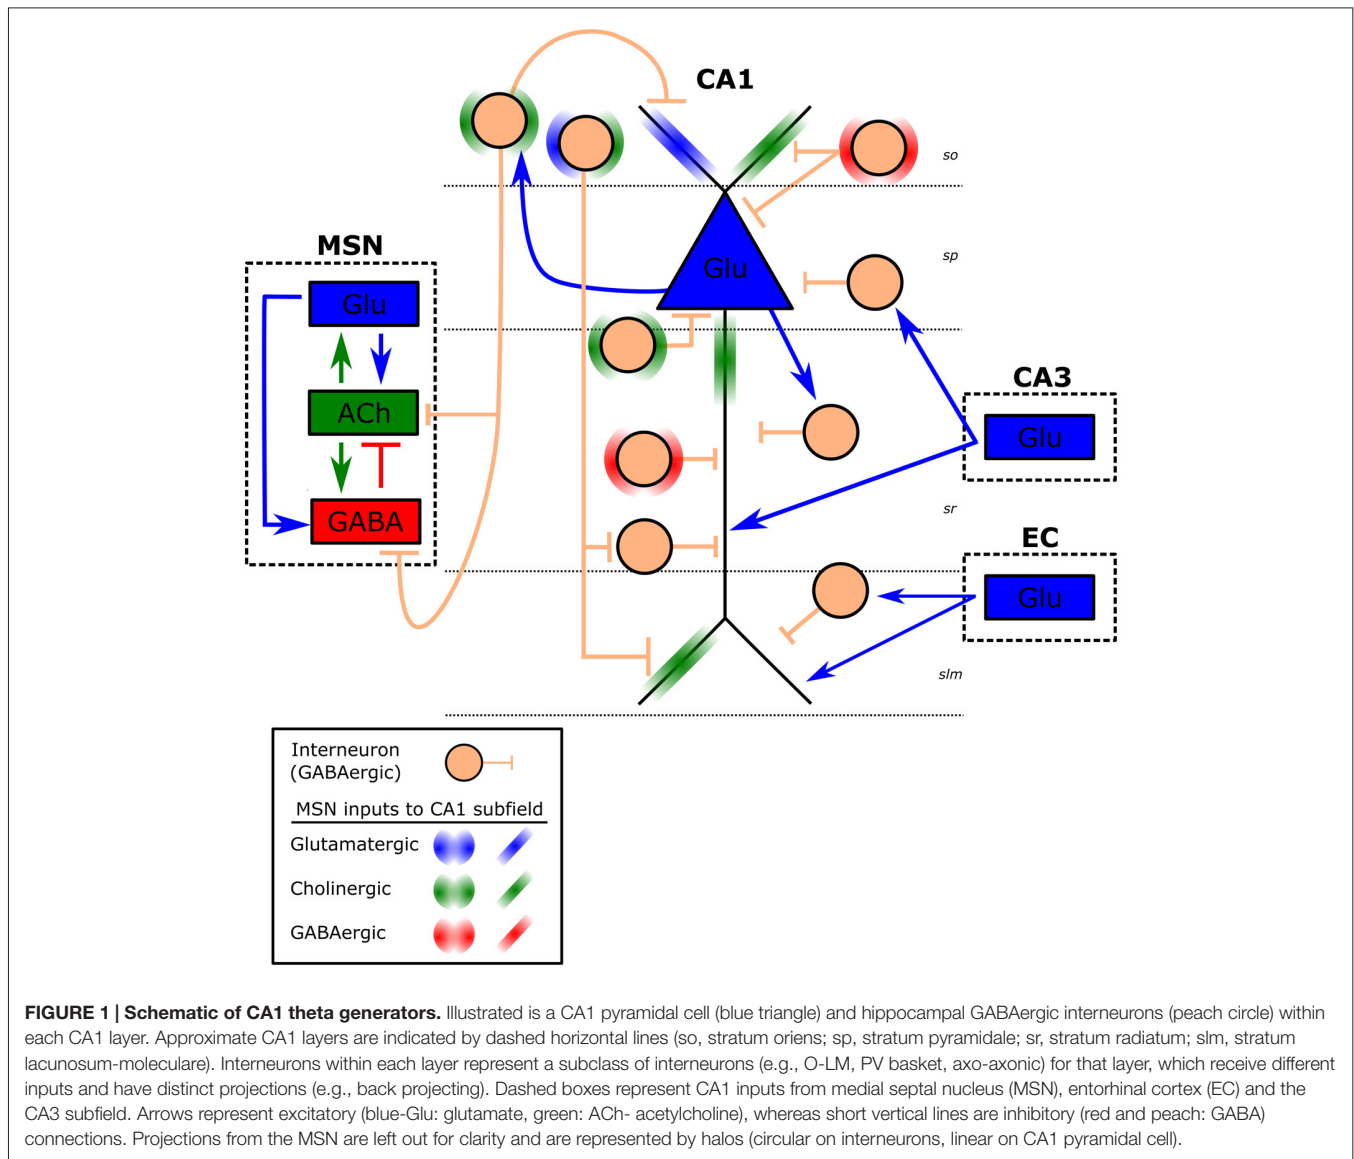 CA1
so
sp
MSN
Glu
Glu
ACh
GABA
CA3
Glu
sr
EC
Glu
slm
Interneuron
(GABAergic)
MSN inputs to CA1 subfield
Glutamatergic
Cholinergic
GABAergic
FIGURE 1 | Schematic of CA1 theta generators. Illustrated is a CA1 pyramidal cell (blue triangle) and hippocampal GABAergic interneurons (peach circle) within
each CA1 layer. Approximate CA1 layers are indicated by dashed horizontal lines (so, stratum oriens; sp, stratum pyramidale; sr, stratum radiatum; slm, stratum
lacunosum-moleculare). Interneurons within each layer represent a subclass of interneurons (e.g., O-LM, PV basket, axo-axonic) for that layer, which receive different
inputs and have distinct projections (e.g., back projecting). Dashed boxes represent CA1 inputs from medial septal nucleus (MSN), entorhinal cortex (EC) and the
CA3 subfield. Arrows represent excitatory (blue-Glu: glutamate, green: ACh- acetylcholine), whereas short vertical lines are inhibitory (red and peach: GABA)
connections. Projections from the MSN are left out for clarity and are represented by halos (circular on interneurons, linear on CA1 pyramidal cell).